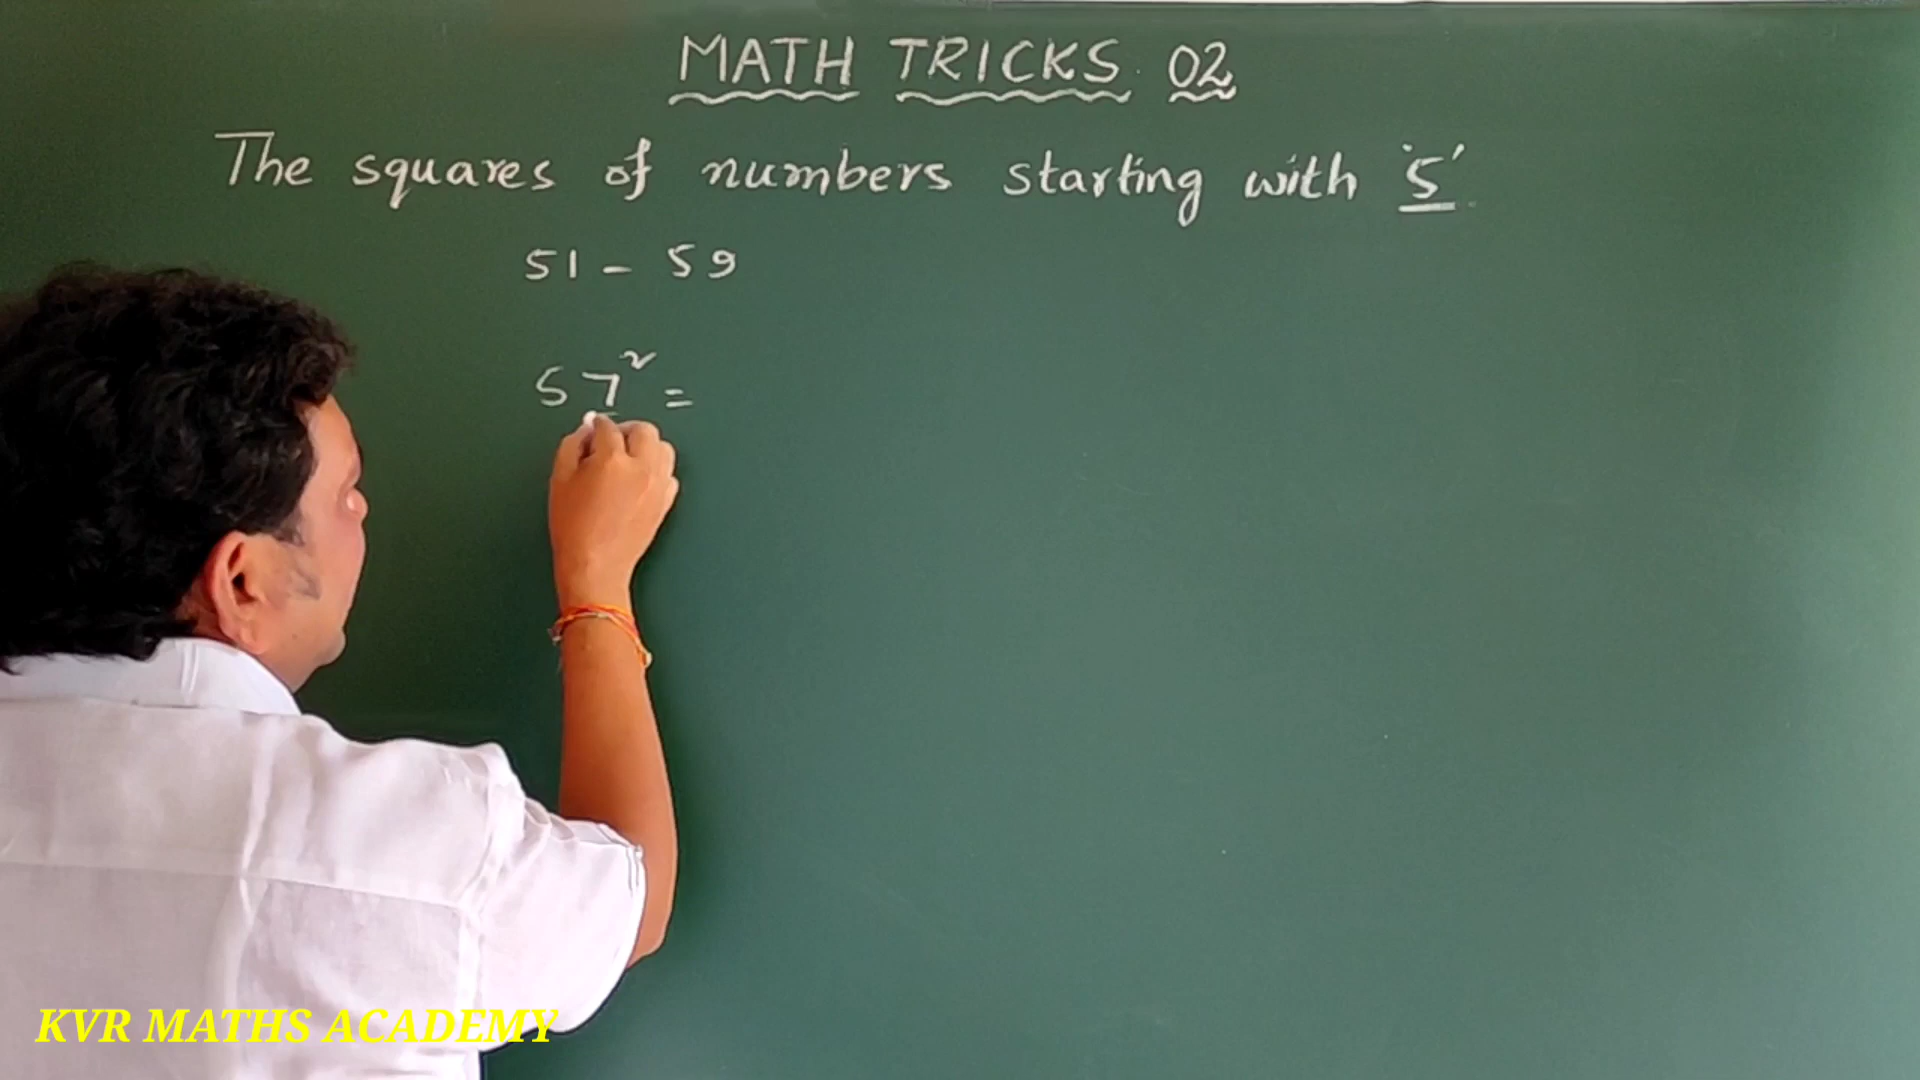 MATH TRICKS 02
The squares of numbers starting with '5'
51 - 59
57² =
KVR MATHS ACADEMY